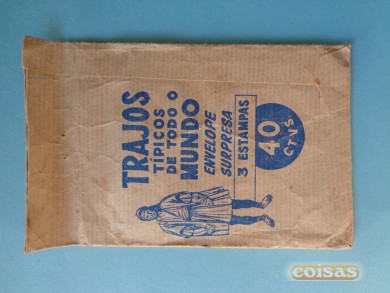 TRAJOS
TÍPICOS
DE TODO O
MUNDO
ENVELOPE
SURPRESA
3 ESTAMPAS
40
CTVS
coisas